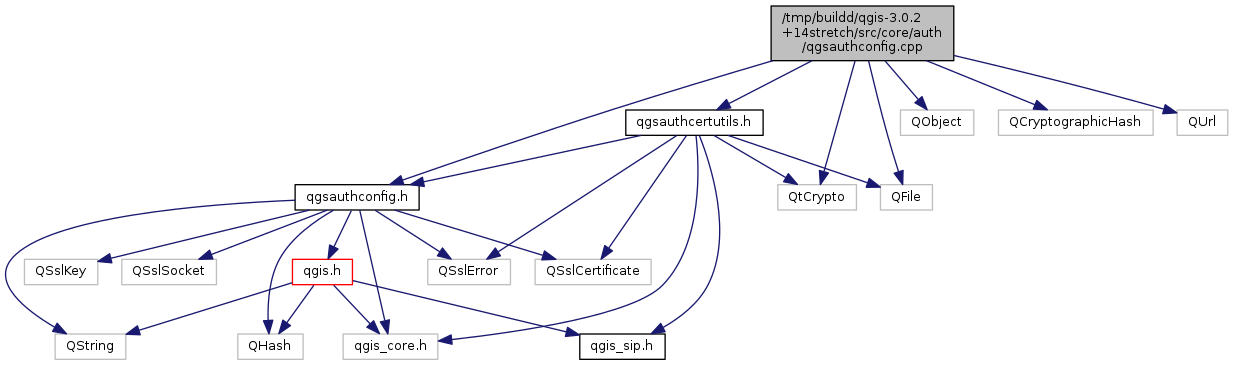 /tmp/buildd/qgis-3.0.2
+14stretch/src/core/auth
/qgsauthconfig.cpp
qgsauthcertutils.h
QObject
QCryptographicHash
QUrl
qgsauthconfig.h
QtCrypto
QFile
QSslKey
QSslSocket
qgis.h
QSslError
QSslCertificate
QString
QHash
qgis_core.h
qgis_sip.h